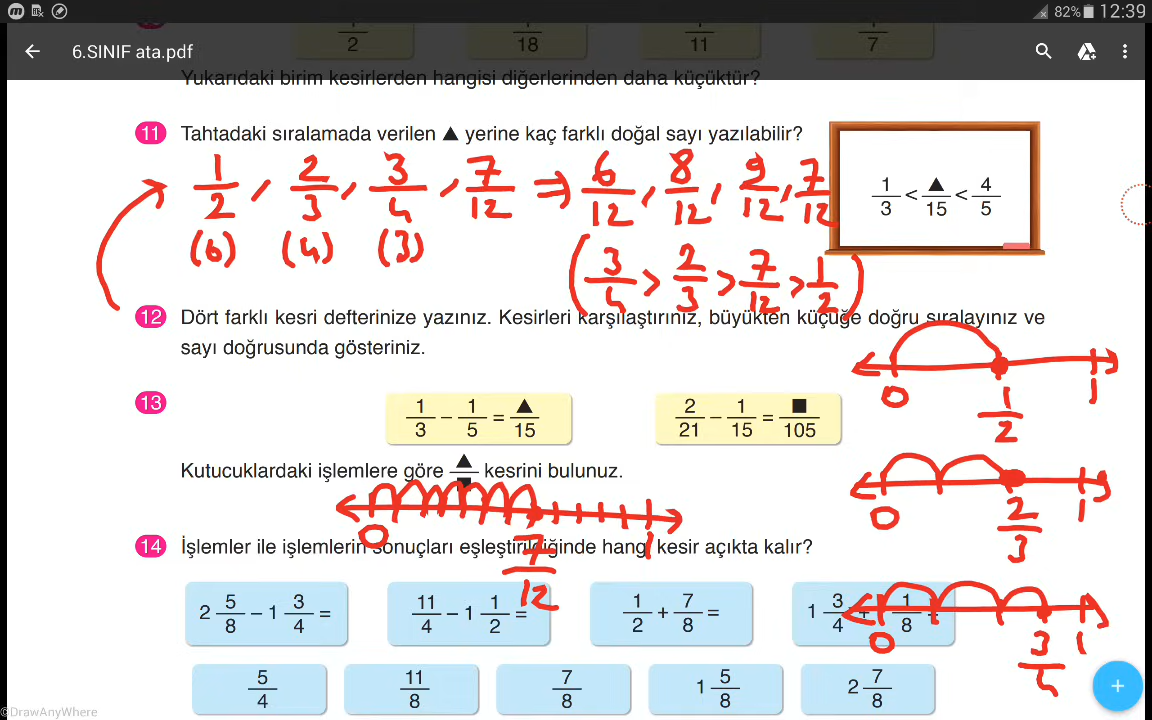 82% 12:39
6.SINIF ata.pdf
2 18 11 7
Yukarıdaki birim kesirlerden hangisi diğerlerinden daha küçüktür?
11 Tahtadaki sıralamada verilen ▲ yerine kaç farklı doğal sayı yazılabilir?
1/3 < ▲/15 < 4/5
1/2, 2/3, 3/4, 7/12 ⇒ 6/12, 8/12, 9/12, 7/12
(6) (4) (3)
(3/4 > 2/3 > 7/12 > 1/2)
12 Dört farklı kesri defterinize yazınız. Kesirleri karşılaştırınız, büyükten küçüğe doğru sıralayınız ve
sayı doğrusunda gösteriniz.
0 1/2 1
13 1/3 - 1/5 = ▲/15 2/21 - 1/15 = ■/105
Kutucuklardaki işlemlere göre ▲/■ kesrini bulunuz.
0 2/3 1
0 7/12 1
14 İşlemler ile işlemlerin sonuçları eşleştirildiğinde hangi kesir açıkta kalır?
2 5/8 - 1 3/4 = 11/4 - 1 1/2 = 1/2 + 7/8 = 1 3/4 + 1/8 =
0 3/4 1
5/4 11/8 7/8 1 5/8 2 7/8
©DrawAnyWhere